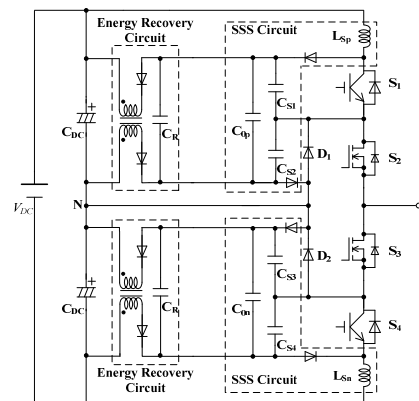 Energy Recovery
Circuit
SSS Circuit
L_Sp
S_1
C_S1
C_DC
C_R
C_0p
C_S2
D_1
S_2
V_DC
N
D_2
S_3
C_S3
C_DC
C_R
C_0n
C_S4
S_4
Energy Recovery
Circuit
SSS Circuit
L_Sn